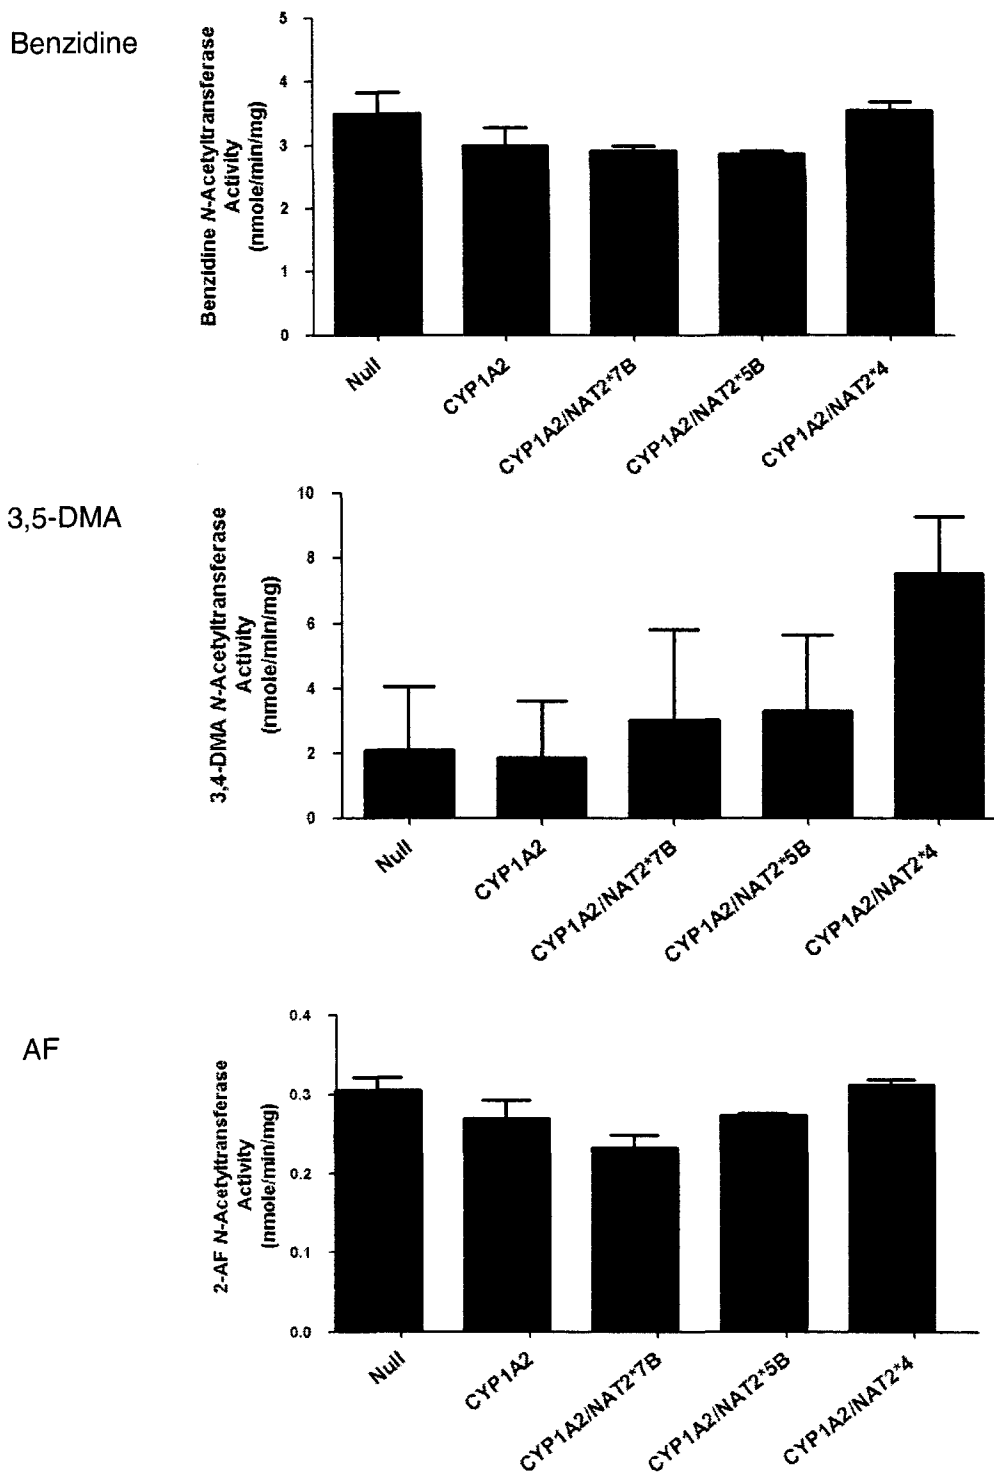 Benzidine
Benzidine N-Acetyltransferase
Activity
(nmole/min/mg)
5
4
3
2
1
0
Null
CYP1A2
CYP1A2/NAT2*7B
CYP1A2/NAT2*5B
CYP1A2/NAT2*4
3,5-DMA
3,4-DMA N-Acetyltransferase
Activity
(nmole/min/mg)
10
8
6
4
2
0
Null
CYP1A2
CYP1A2/NAT2*7B
CYP1A2/NAT2*5B
CYP1A2/NAT2*4
AF
2-AF N-Acetyltransferase
Activity
(nmole/min/mg)
0.4
0.3
0.2
0.1
0.0
Null
CYP1A2
CYP1A2/NAT2*7B
CYP1A2/NAT2*5B
CYP1A2/NAT2*4